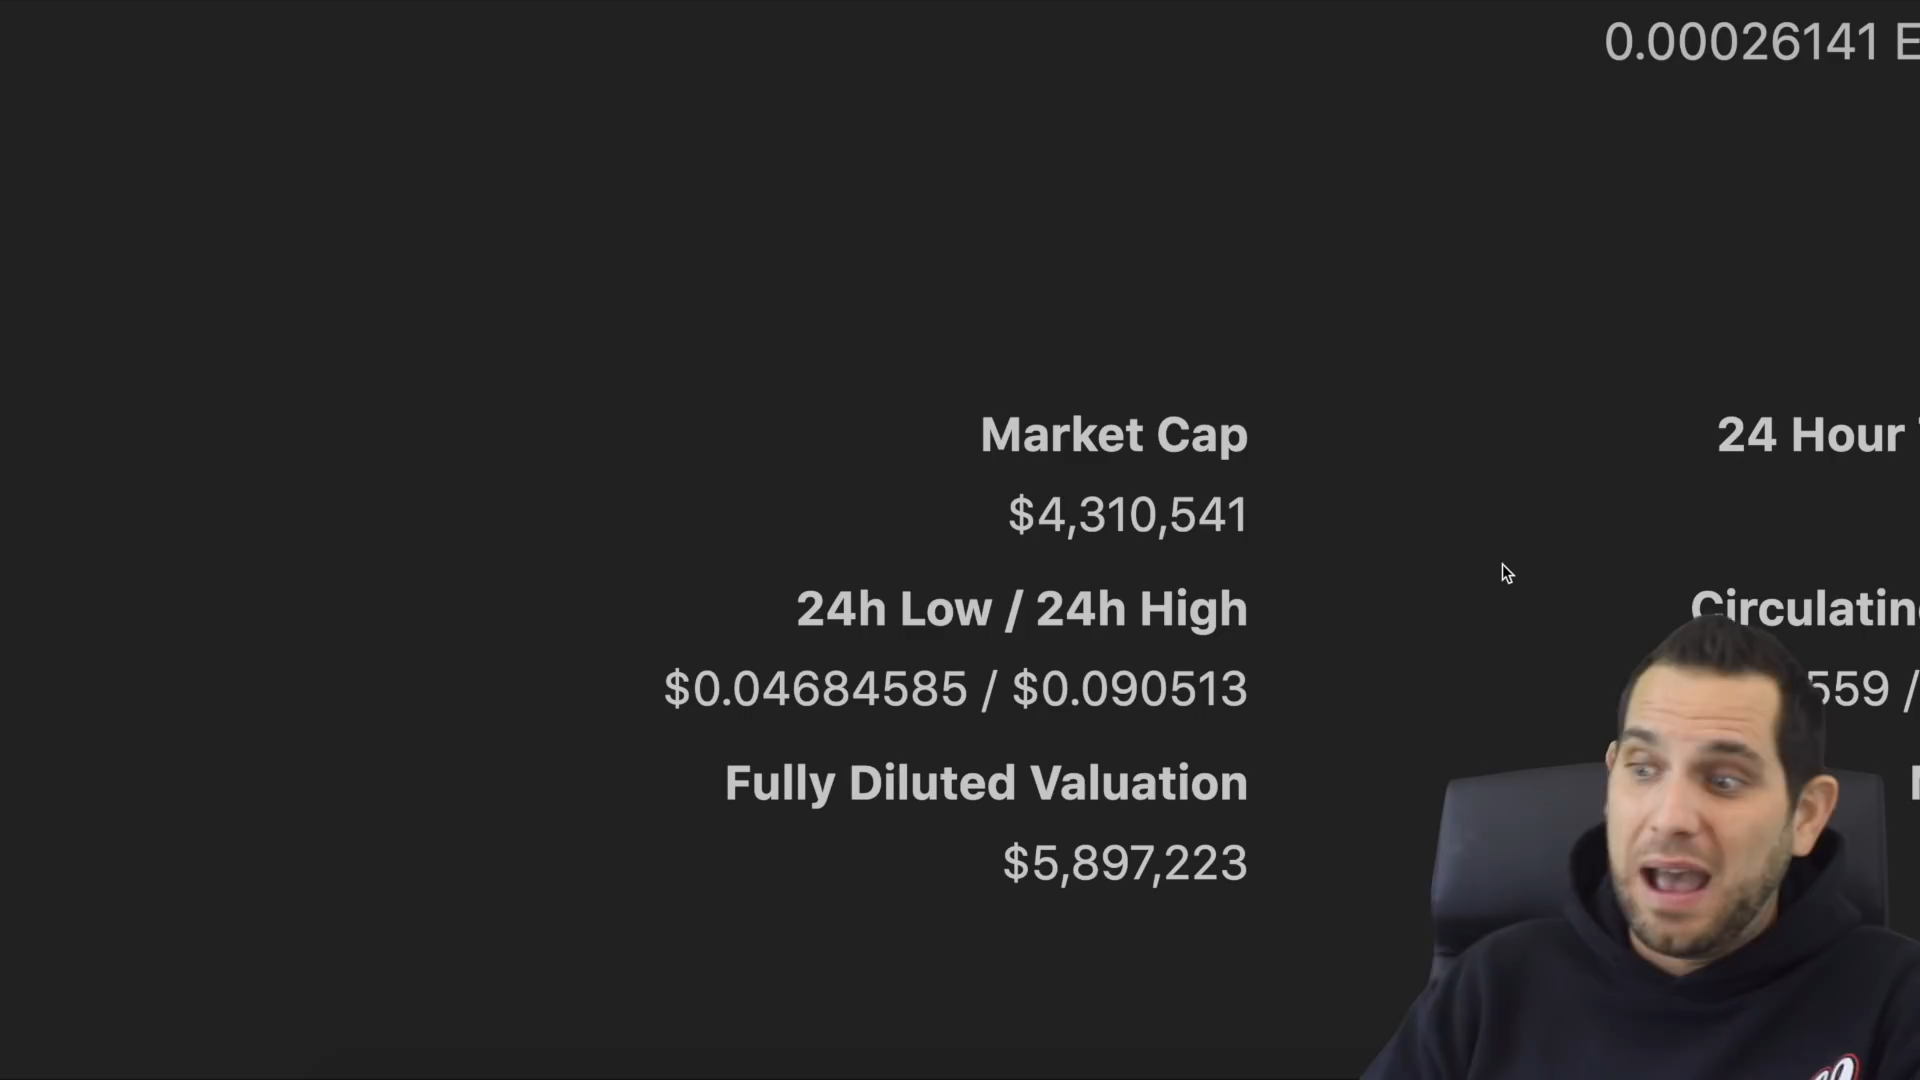 0.00026141
Market Cap
24 Hour
$4,310,541
24h Low / 24h High
$0.04684585 / $0.090513
559 /
Fully Diluted Valuation
$5,897,223